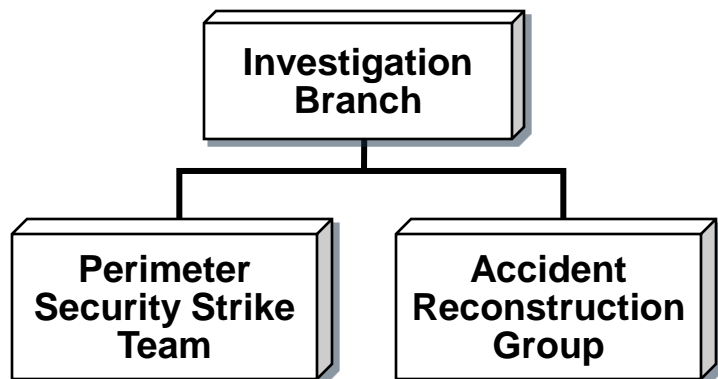 Investigation
Branch
Perimeter
Security Strike
Team
Accident
Reconstruction
Group